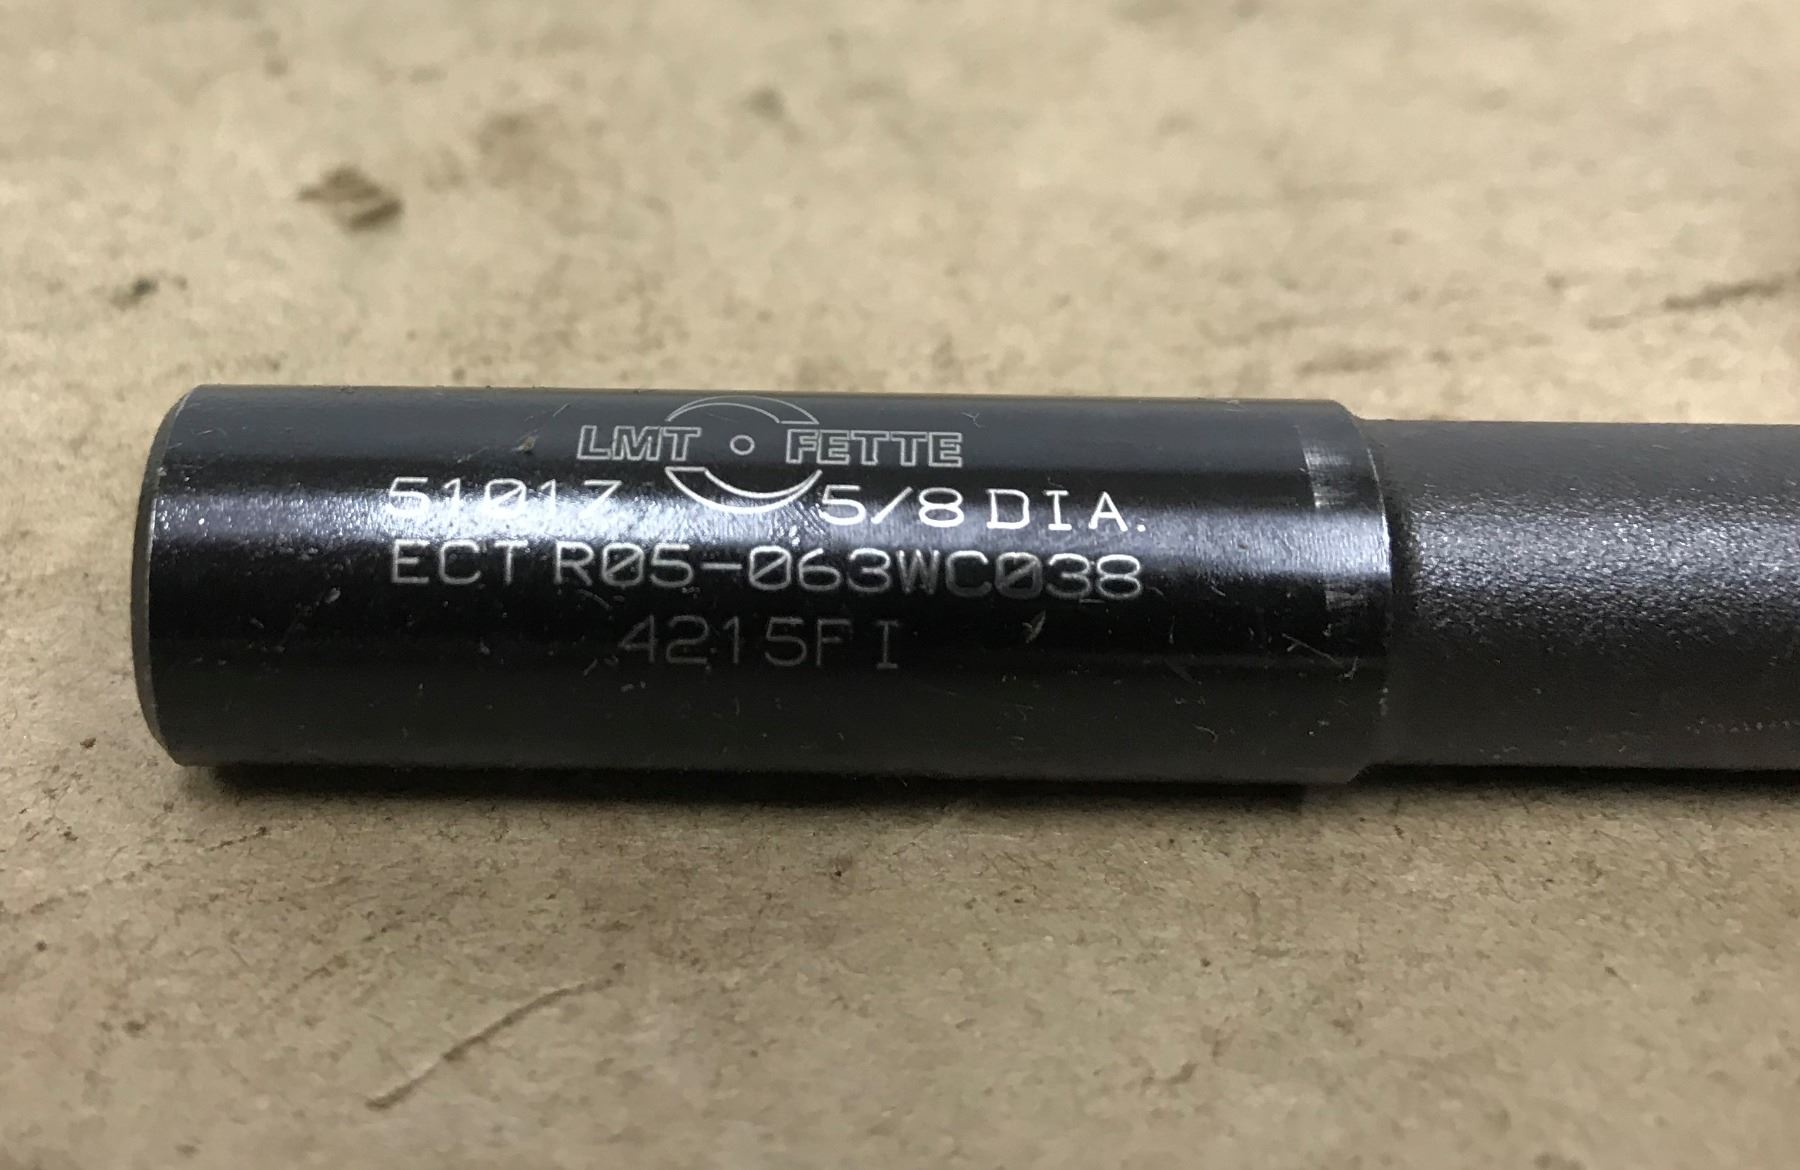 LMT FETTE
51017 5/8 DIA.
ECT R05-063WC038
4215FI